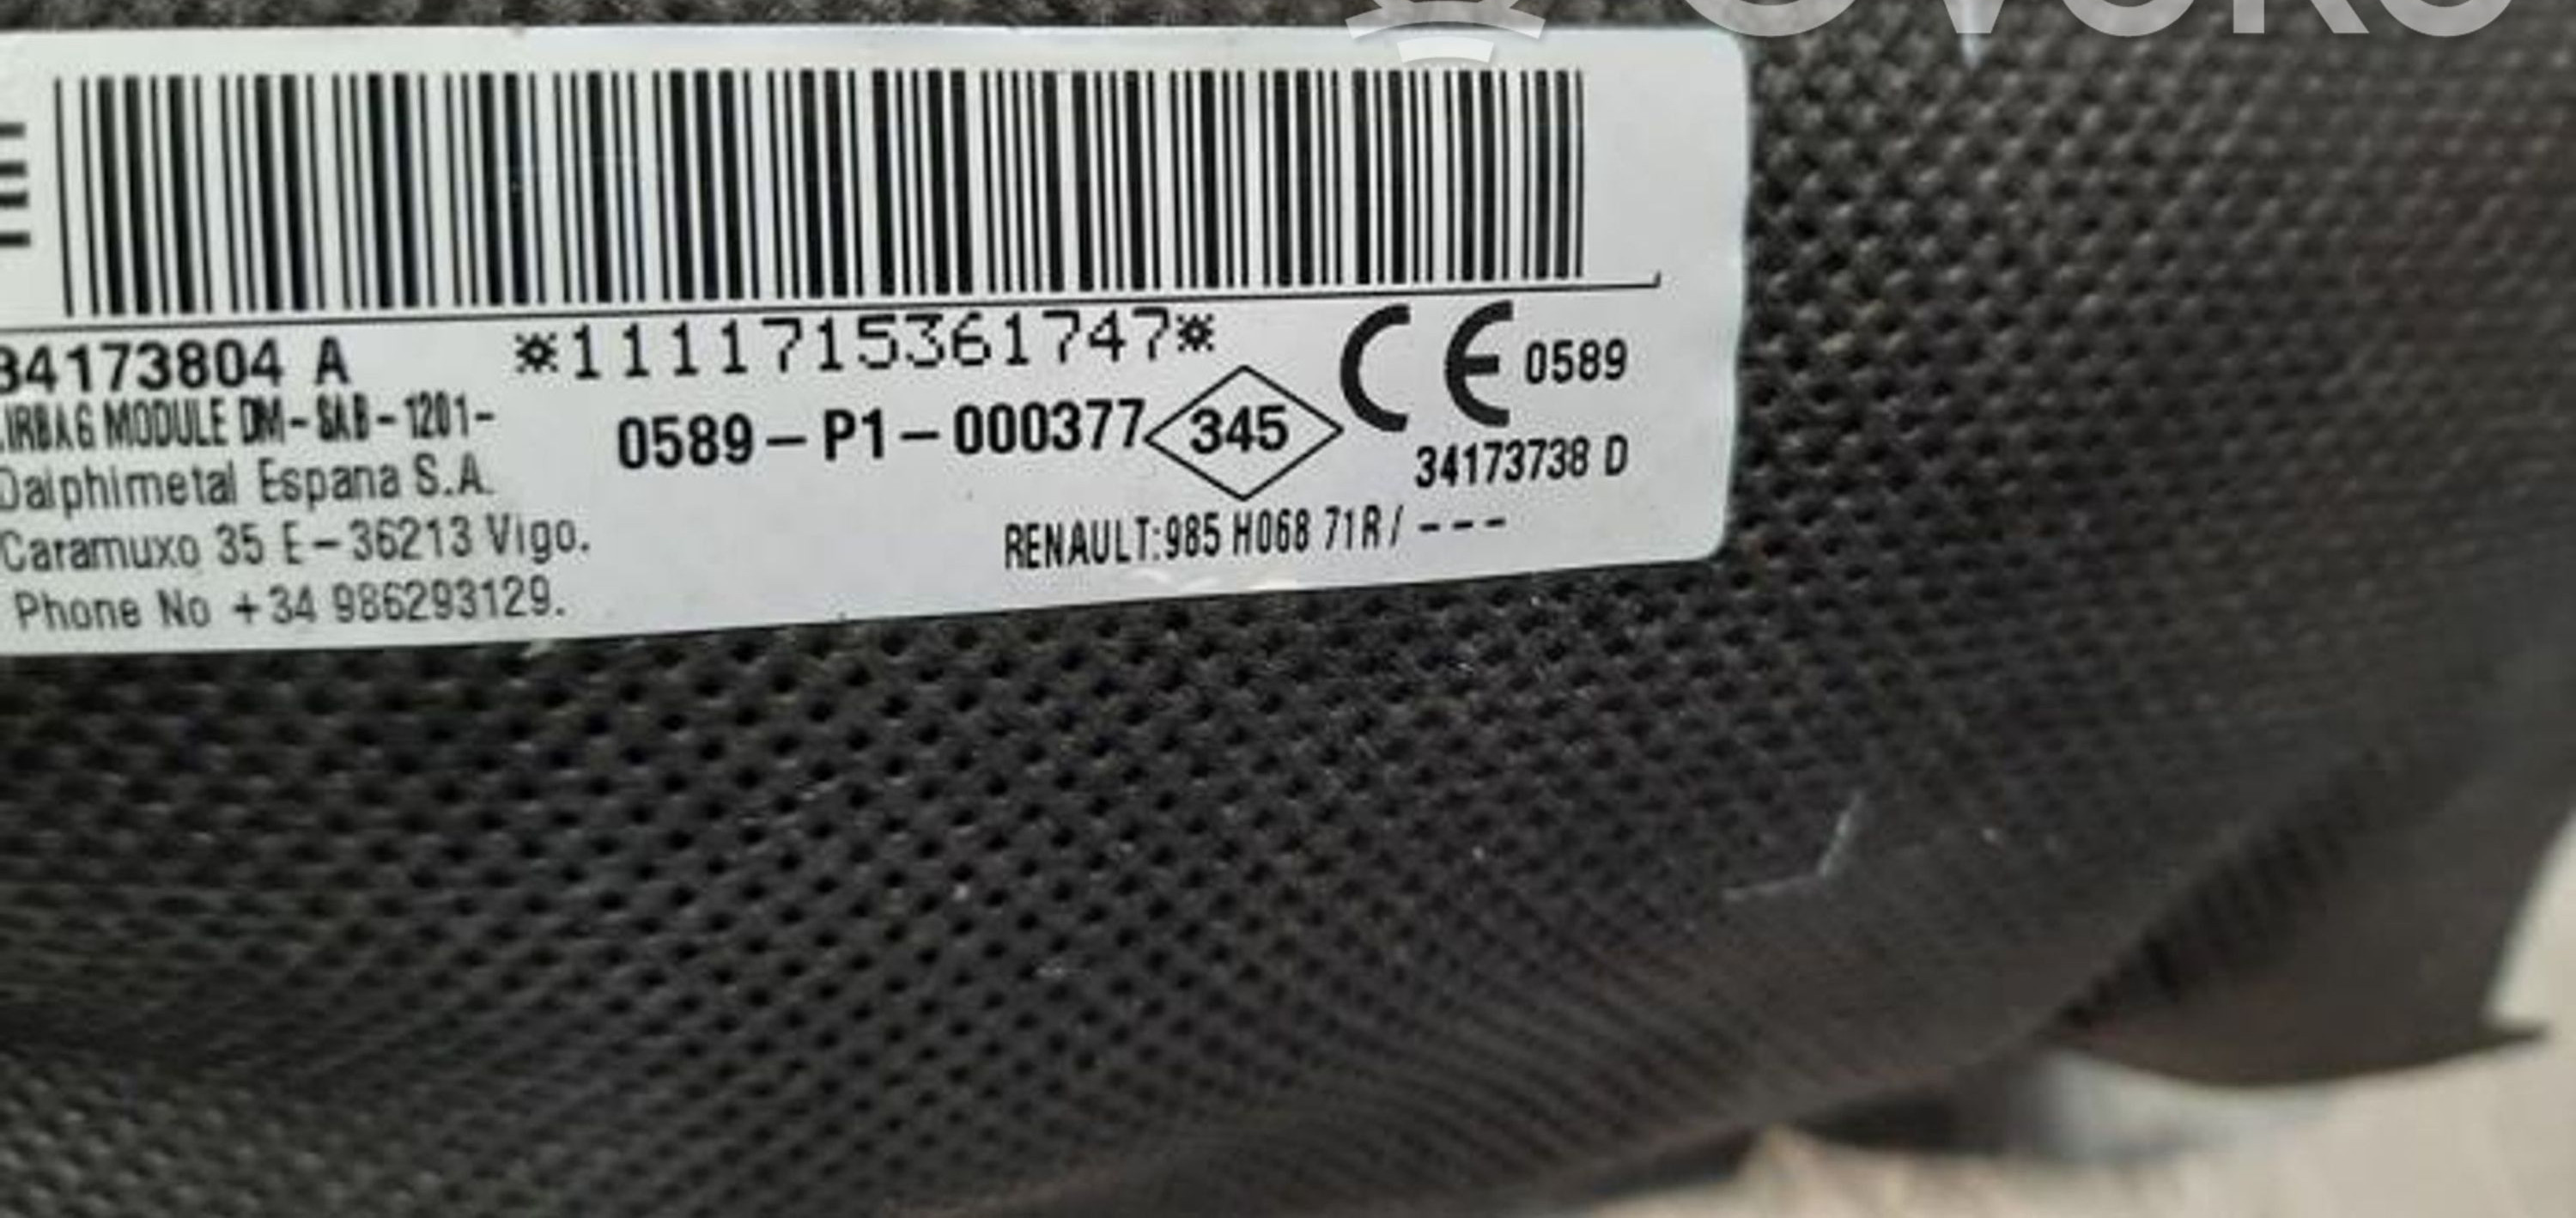 34173804 A *1111715361747* CE 0589
AIRBAG MODULE DM-SAB-1201- 0589-P1-000377 345
Dalphimetal Espana S.A. 34173738 D
Caramuxo 35 E-36213 Vigo. RENAULT:985 H068 71R/ ---
Phone No +34 986293129.